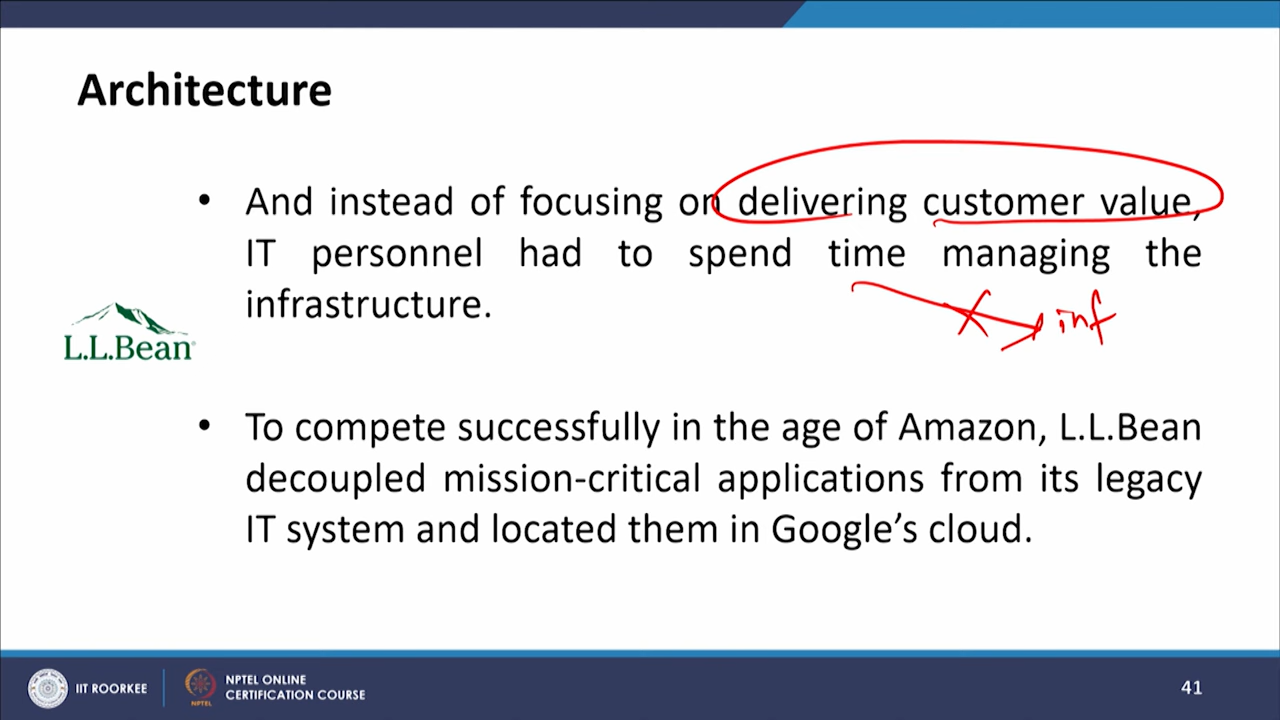 Architecture
• And instead of focusing on delivering customer value,
IT personnel had to spend time managing the
infrastructure.
inf
L.L.Bean
• To compete successfully in the age of Amazon, L.L.Bean
decoupled mission-critical applications from its legacy
IT system and located them in Google’s cloud.
IIT ROORKEE
NPTEL
NPTEL ONLINE
CERTIFICATION COURSE
41